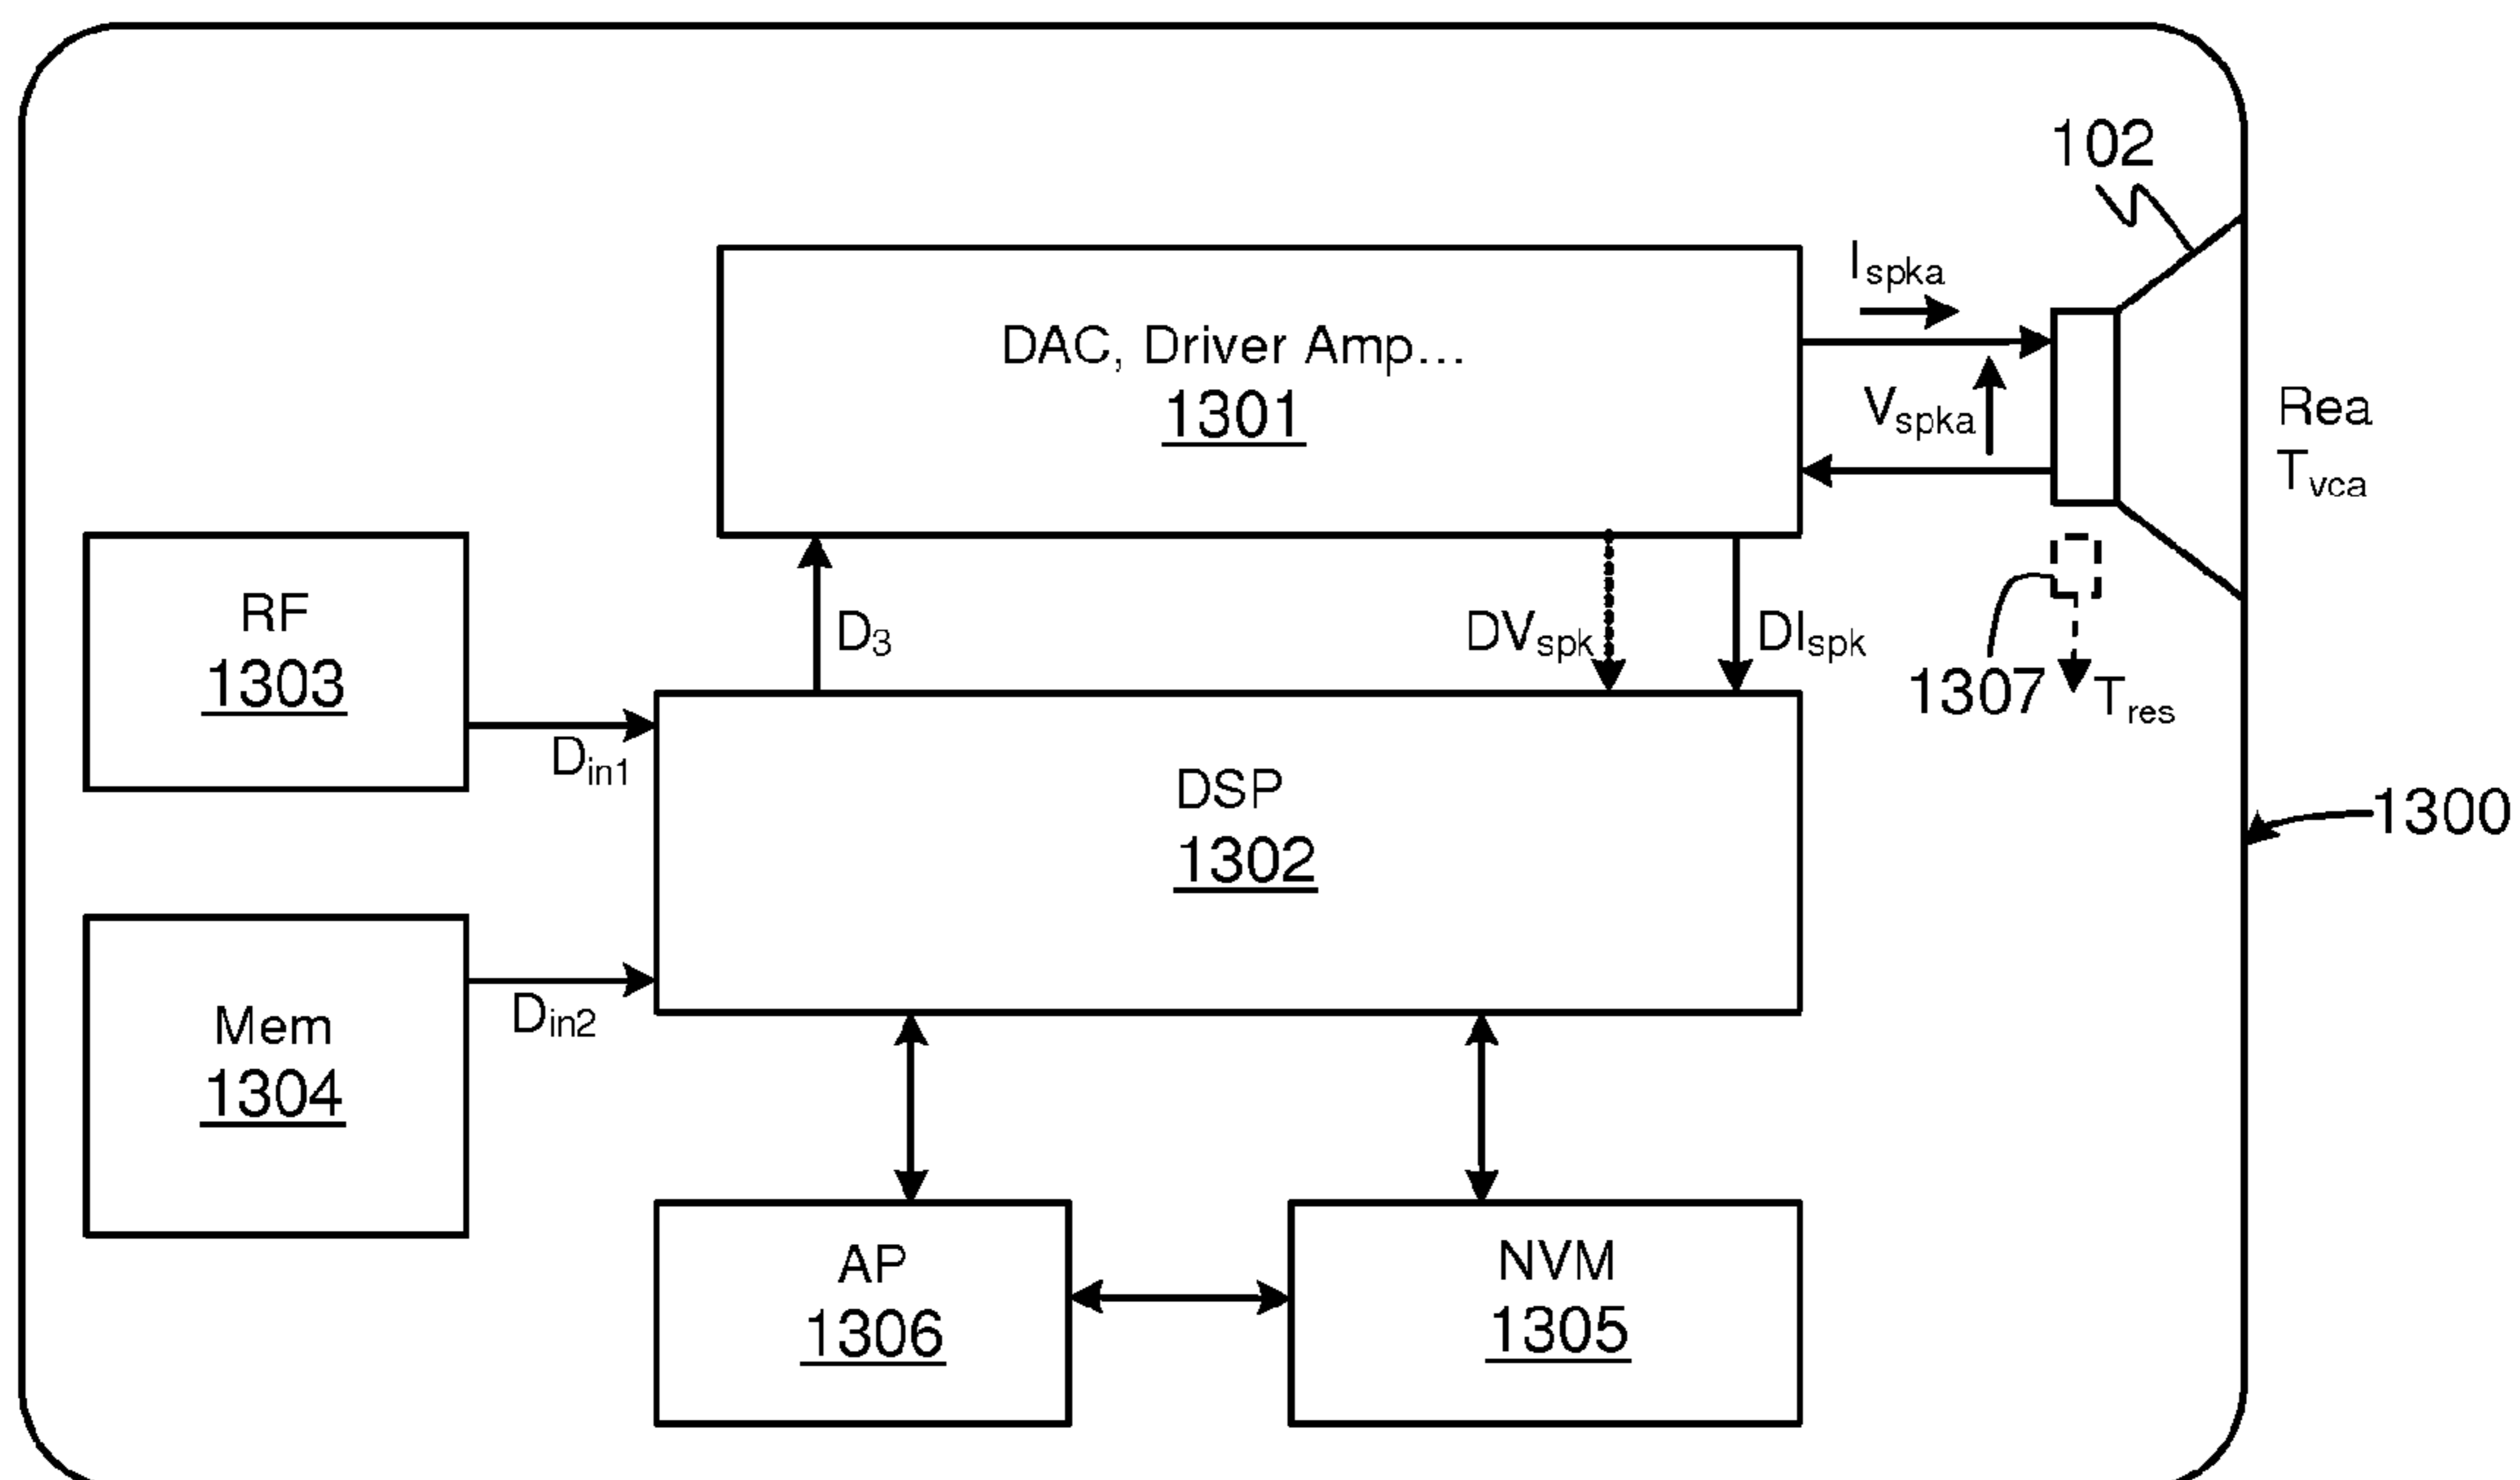 102
Ispka
DAC, Driver Amp...
1301
Vspka
Rea
Tvca
RF
1303
D3
DVspk
DIspk
1307
Tres
Din1
DSP
1302
1300
Mem
1304
Din2
AP
1306
NVM
1305